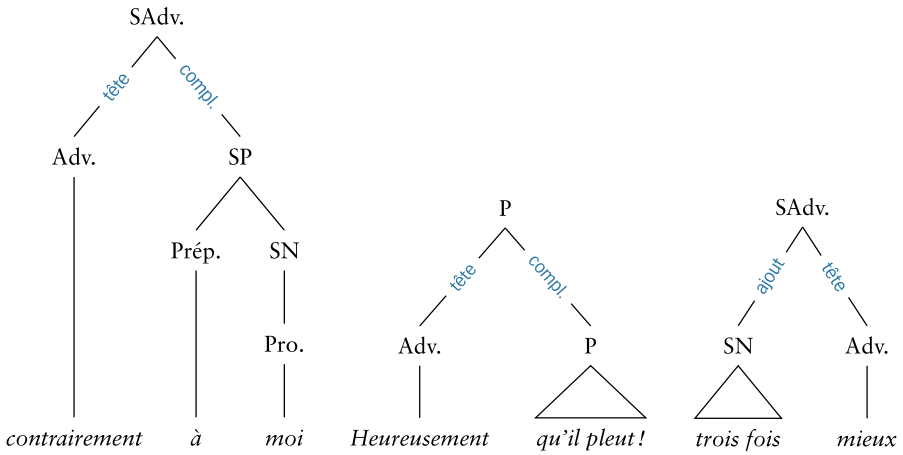 SAdv.
tête compl.
Adv. SP
Prép. SN
Pro.
contrairement à moi
P
tête compl.
Adv. P
Heureusement qu'il pleut !
SAdv.
ajout tête
SN Adv.
trois fois mieux